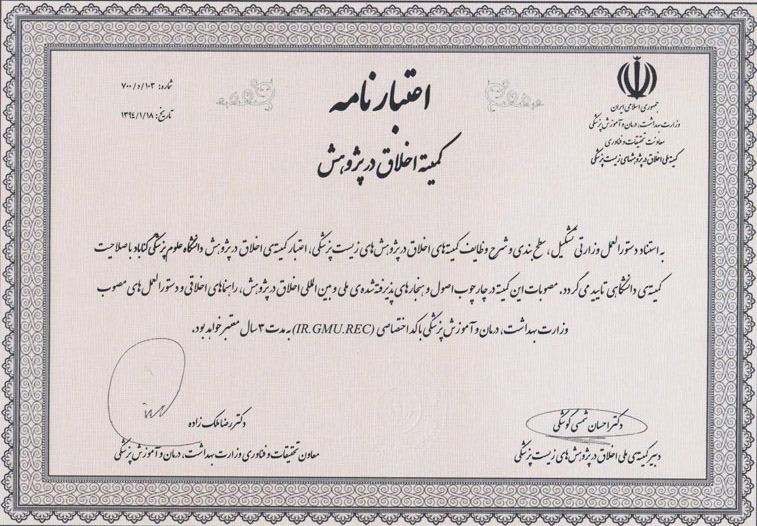 جمهوری اسلامی ایران
وزارت بهداشت، درمان و آموزش پزشکی
معاونت تحقیقات و فناوری
کمیته ملی اخلاق در پژوهشهای زیست پزشکی
شماره: ۷۰۰/د/۱۰۳
تاریخ: ۱۳۹٤/۱/۱۸
اعتبارنامه
کمیته اخلاق در پژوهش
به استناد دستورالعمل وزارتی تشکیل، سطح بندی و شرح وظایف کمیته های اخلاق در پژوهش های زیست پزشکی، اعتبار کمیته ی اخلاق در پژوهش دانشگاه علوم پزشکی گناباد با صلاحیت
کمیته ی دانشگاهی تایید می گردد. مصوبات این کمیته در چارچوب اصول و هنجارهای پذیرفته شده ی ملی و بین المللی اخلاق در پژوهش، راهنماهای اخلاقی و دستورالعمل های مصوب
وزارت بهداشت، درمان و آموزش پزشکی با کد اختصاصی (IR.GMU.REC) به مدت ۳ سال معتبر خواهد بود.
دکتر احسان شمسی کوشکی
دبیر کمیته ی ملی اخلاق در پژوهش های زیست پزشکی
دکتر رضا ملک زاده
معاون تحقیقات و فناوری وزارت بهداشت، درمان و آموزش پزشکی